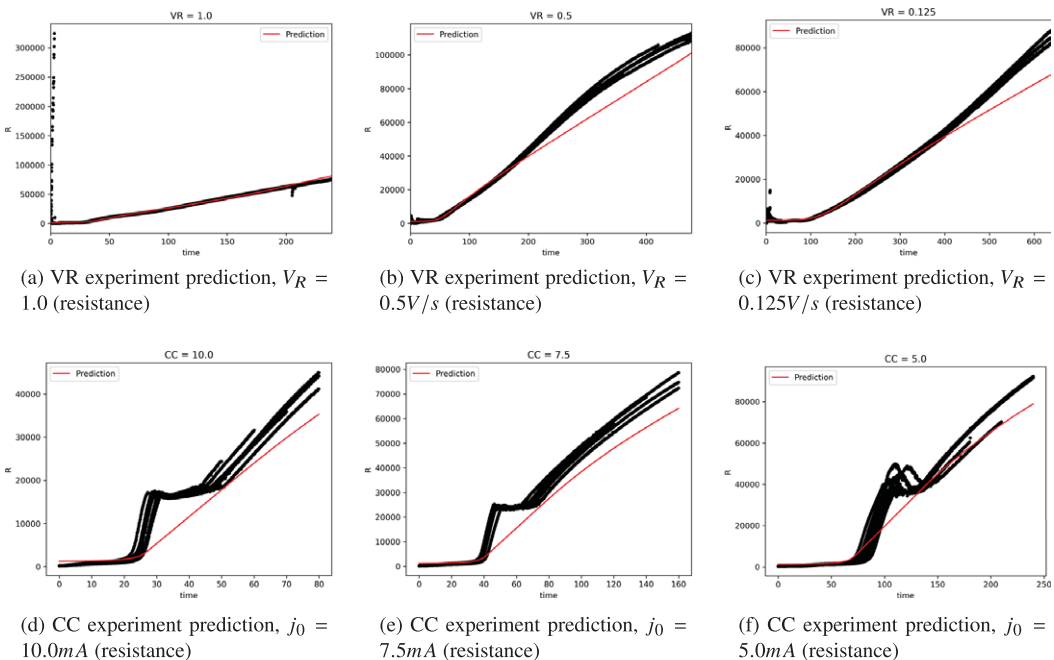 VR = 1.0
Prediction
300000
250000
200000
150000
100000
50000
0
R
0 50 100 150 200
time
(a) VR experiment prediction, V_R =
1.0 (resistance)
VR = 0.5
Prediction
100000
80000
60000
40000
20000
0
R
0 100 200 300 400
time
(b) VR experiment prediction, V_R =
0.5V/s (resistance)
VR = 0.125
Prediction
80000
60000
40000
20000
0
R
0 100 200 300 400 500 600
time
(c) VR experiment prediction, V_R =
0.125V/s (resistance)
CC = 10.0
Prediction
40000
30000
20000
10000
0
R
0 10 20 30 40 50 60 70 80
time
(d) CC experiment prediction, j_0 =
10.0mA (resistance)
CC = 7.5
Prediction
80000
70000
60000
50000
40000
30000
20000
10000
0
R
0 20 40 60 80 100 120 140 160
time
(e) CC experiment prediction, j_0 =
7.5mA (resistance)
CC = 5.0
Prediction
80000
60000
40000
20000
0
R
0 50 100 150 200 250
time
(f) CC experiment prediction, j_0 =
5.0mA (resistance)